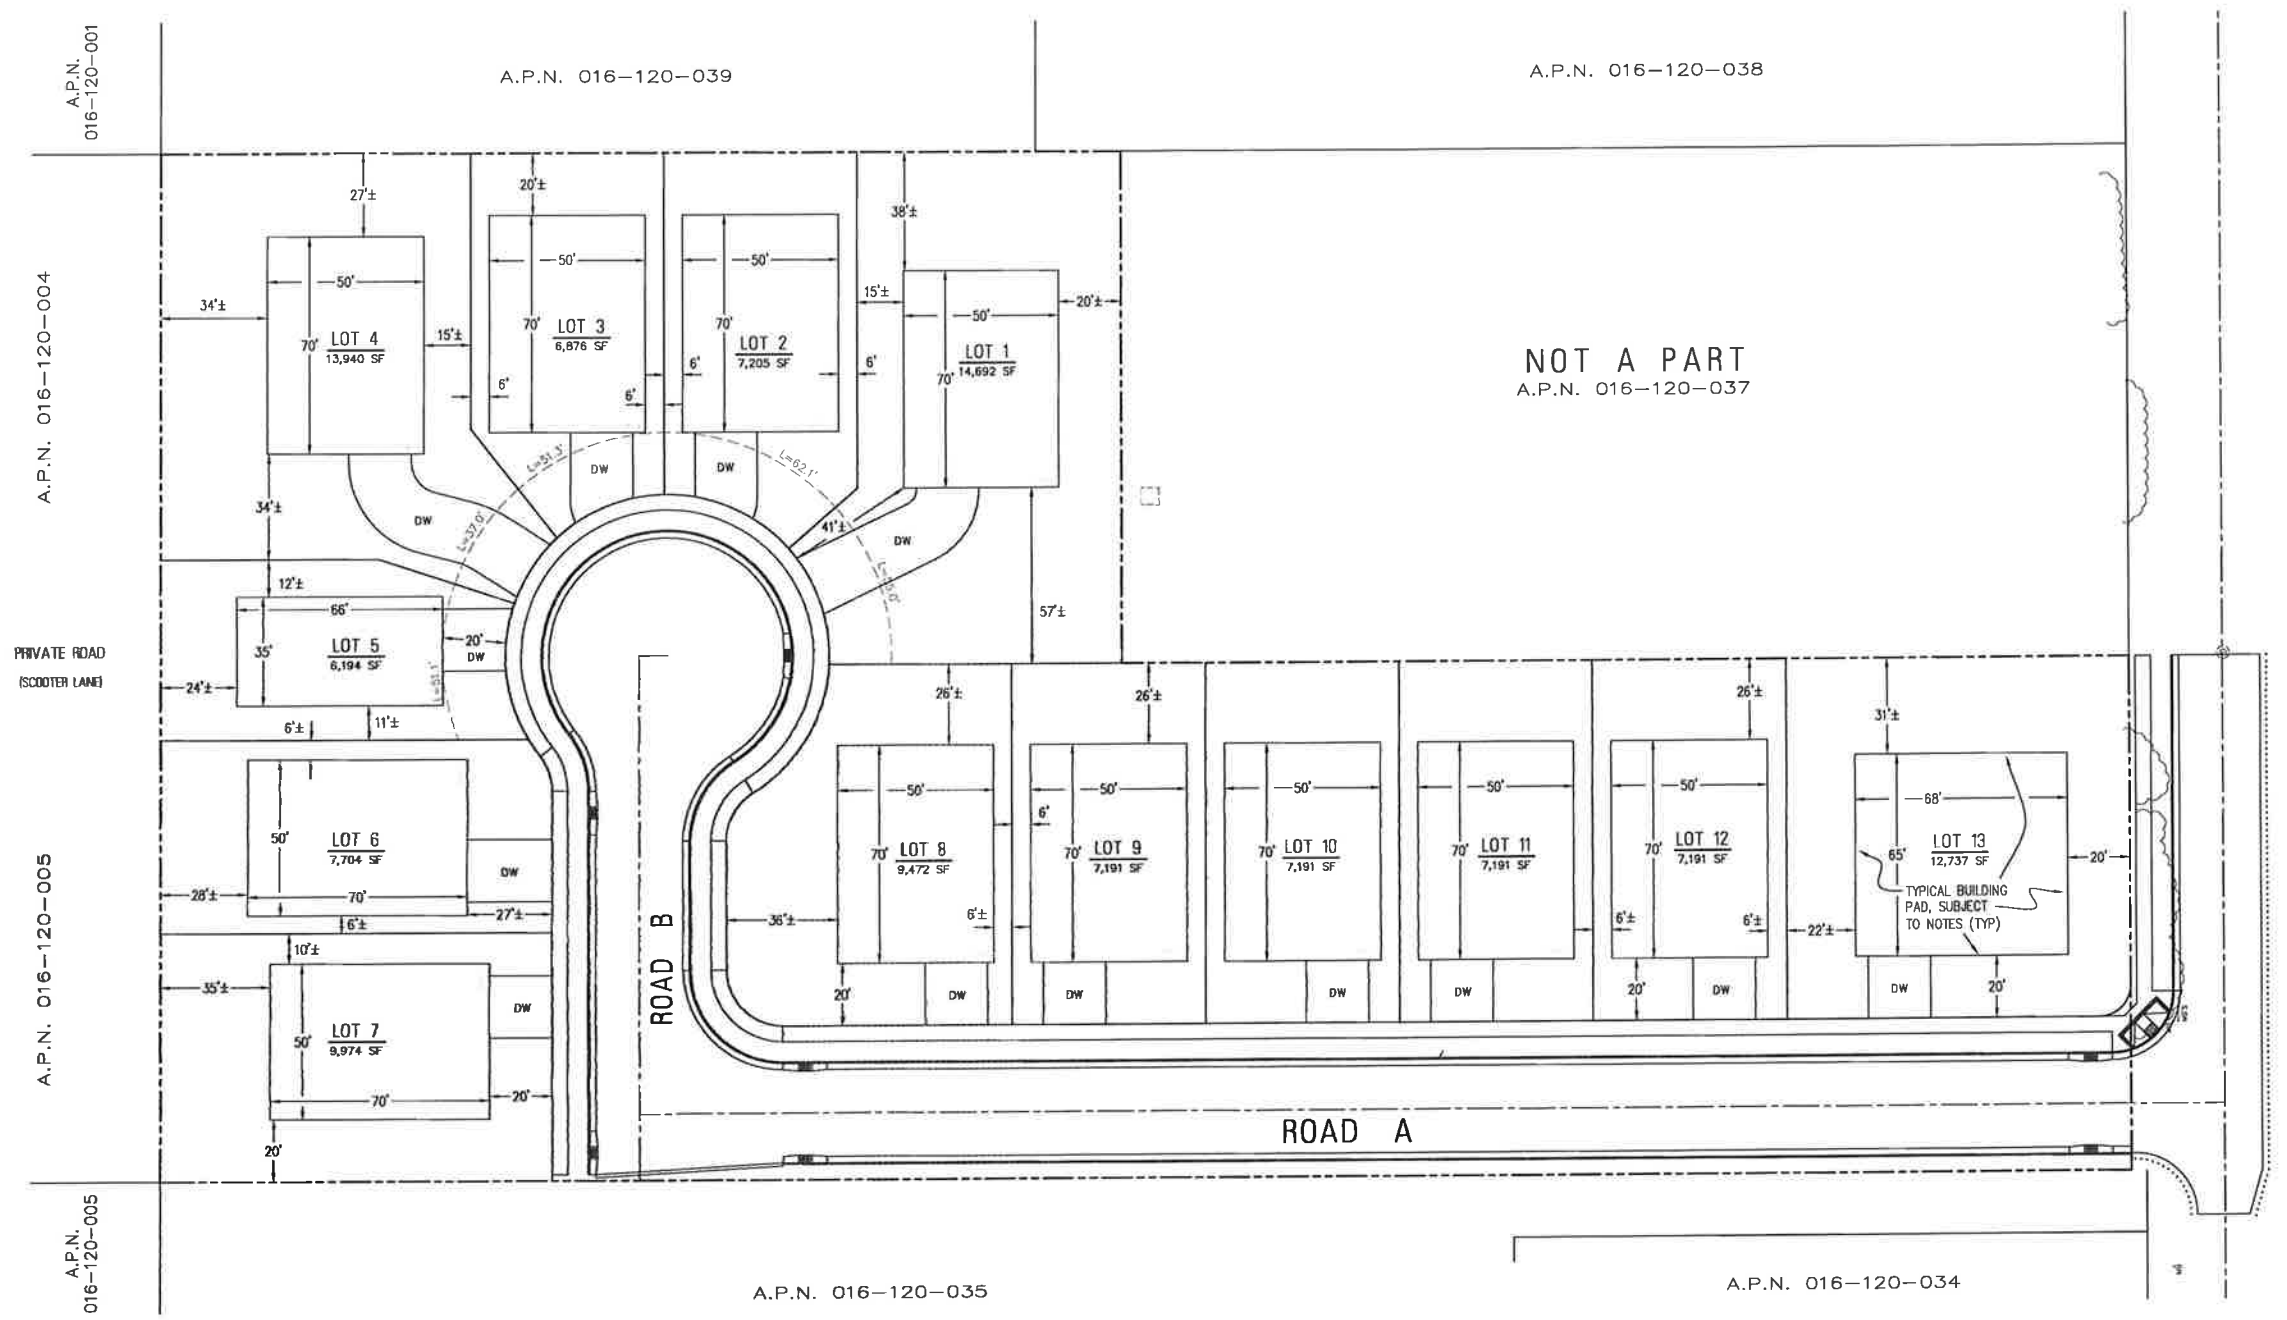 A.P.N.
016-120-001
A.P.N. 016-120-039
A.P.N. 016-120-038
A.P.N. 016-120-004
27'±
50'
70'
LOT 4
13,940 SF
34'±
15'±
34'±
DW
20'±
50'
70'
LOT 3
6,876 SF
6'
6'
DW
L=51.3'
L=37.0'
50'
70'
LOT 2
7,205 SF
6'
6'
DW
L=62.1'
38'±
15'±
50'
20'±
LOT 1
14,692 SF
70'
41'±
DW
57'±
NOT A PART
A.P.N. 016-120-037
PRIVATE ROAD
(SCOOTER LANE)
12'±
66'
35'
LOT 5
6,194 SF
20'
DW
24'±
11'±
L=51.1'
6'±
50'
LOT 6
7,704 SF
DW
28'±
70'
27'±
6'±
10'±
35'±
50'
LOT 7
9,974 SF
DW
70'
20'
20'
A.P.N. 016-120-005
ROAD B
26'±
50'
70'
LOT 8
9,472 SF
36'±
6'±
20'
DW
26'±
50'
6'
70'
LOT 9
7,191 SF
DW
50'
70'
LOT 10
7,191 SF
DW
50'
70'
LOT 11
7,191 SF
DW
26'±
50'
70'
LOT 12
7,191 SF
6'±
6'±
20'
DW
31'±
68'
65'
LOT 13
12,737 SF
20'
TYPICAL BUILDING
PAD, SUBJECT
TO NOTES (TYP)
22'±
DW
20'
ROAD A
A.P.N.
016-120-005
A.P.N. 016-120-035
A.P.N. 016-120-034